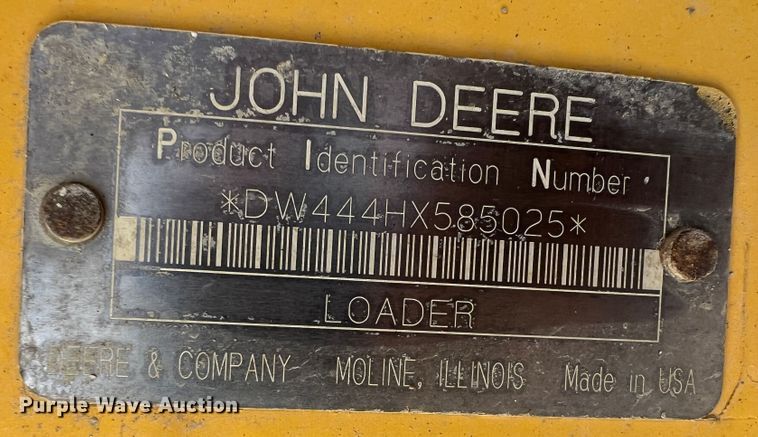 JOHN DEERE
Product Identification Number
*DW444HX585025*
LOADER
DEERE & COMPANY MOLINE, ILLINOIS Made in USA
Purple Wave Auction